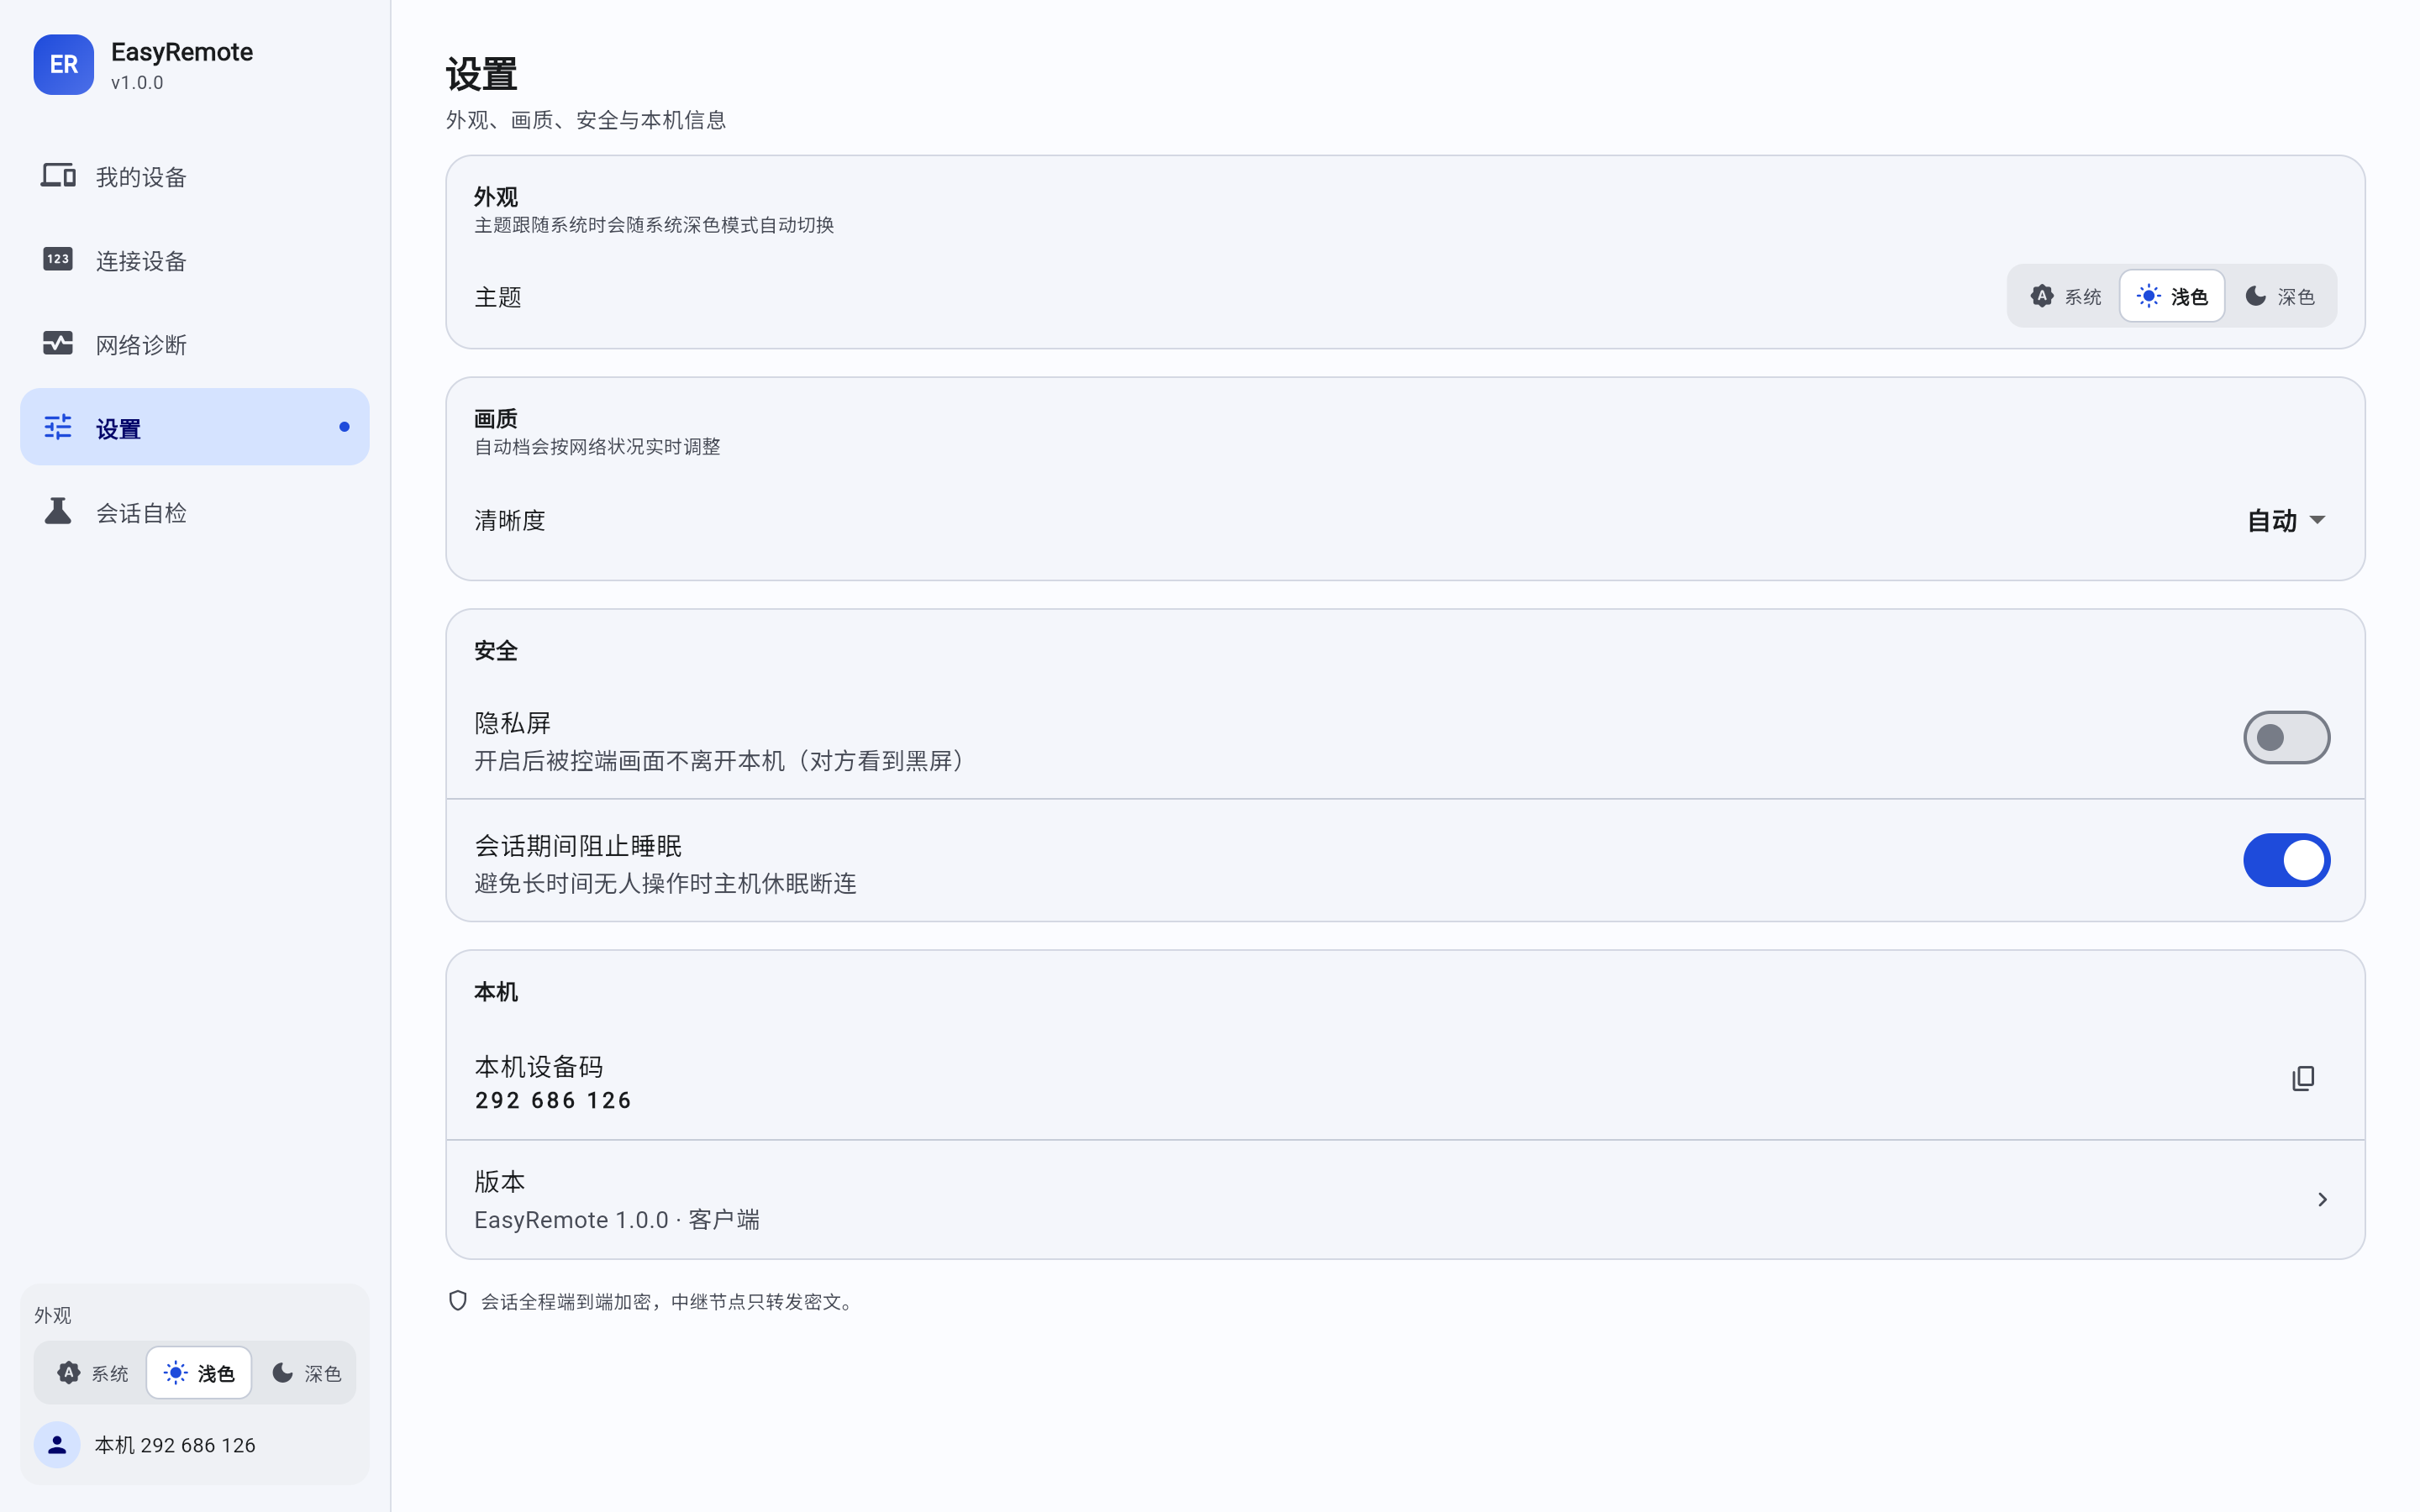 ER
EasyRemote
v1.0.0
我的设备
123
连接设备
网络诊断
设置
会话自检
外观
A 系统
浅色
深色
本机 292 686 126
设置
外观、画质、安全与本机信息
外观
主题跟随系统时会随系统深色模式自动切换
主题
A 系统
浅色
深色
画质
自动档会按网络状况实时调整
清晰度
自动
安全
隐私屏
开启后被控端画面不离开本机（对方看到黑屏）
会话期间阻止睡眠
避免长时间无人操作时主机休眠断连
本机
本机设备码
292 686 126
版本
EasyRemote 1.0.0 · 客户端
会话全程端到端加密，中继节点只转发密文。